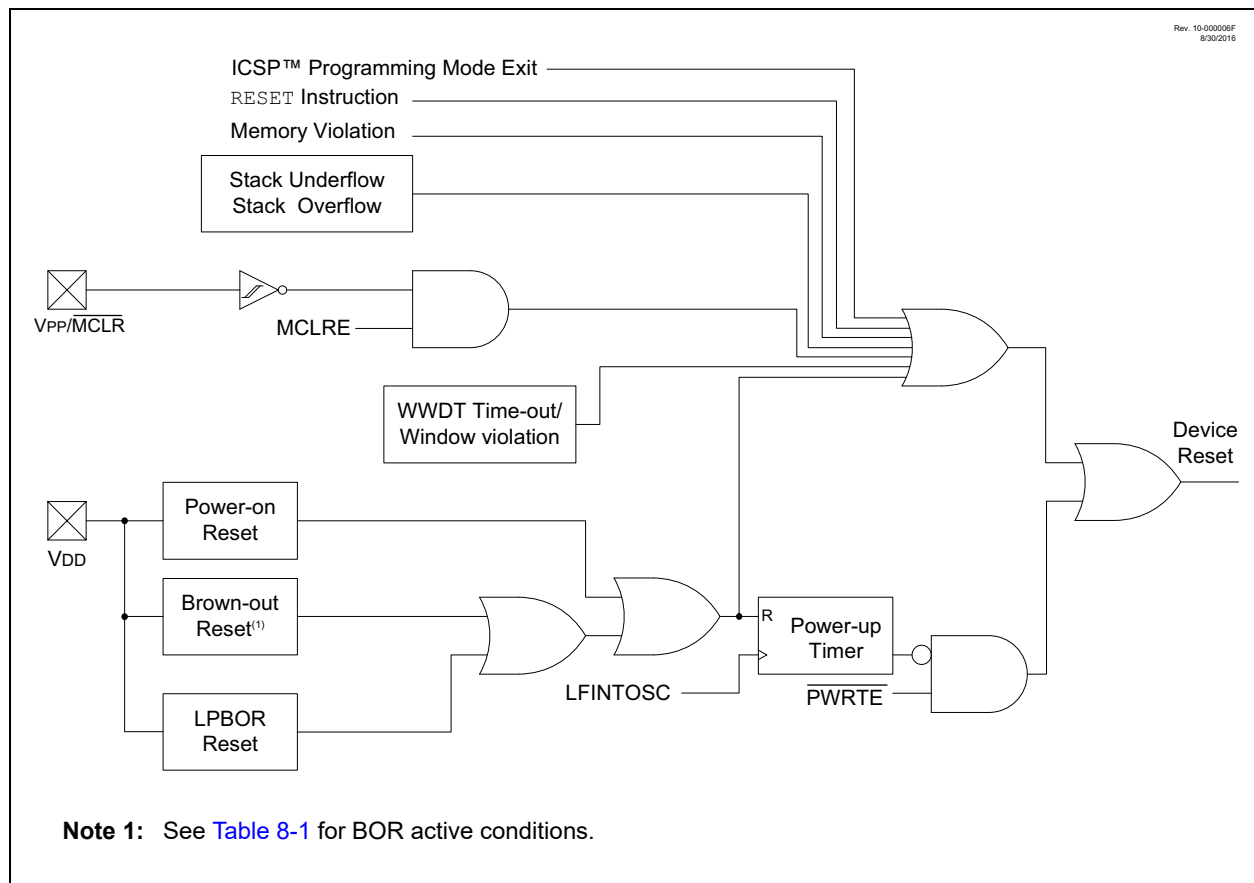 Rev. 10-000006F
8/30/2016
ICSP™ Programming Mode Exit
RESET Instruction
Memory Violation
Stack Underflow
Stack Overflow
VPP/MCLR
MCLRE
WWDT Time-out/
Window violation
Device
Reset
Power-on
Reset
VDD
Brown-out
Reset(1)
R
Power-up
Timer
LFINTOSC
PWRTE
LPBOR
Reset
Note 1: See Table 8-1 for BOR active conditions.